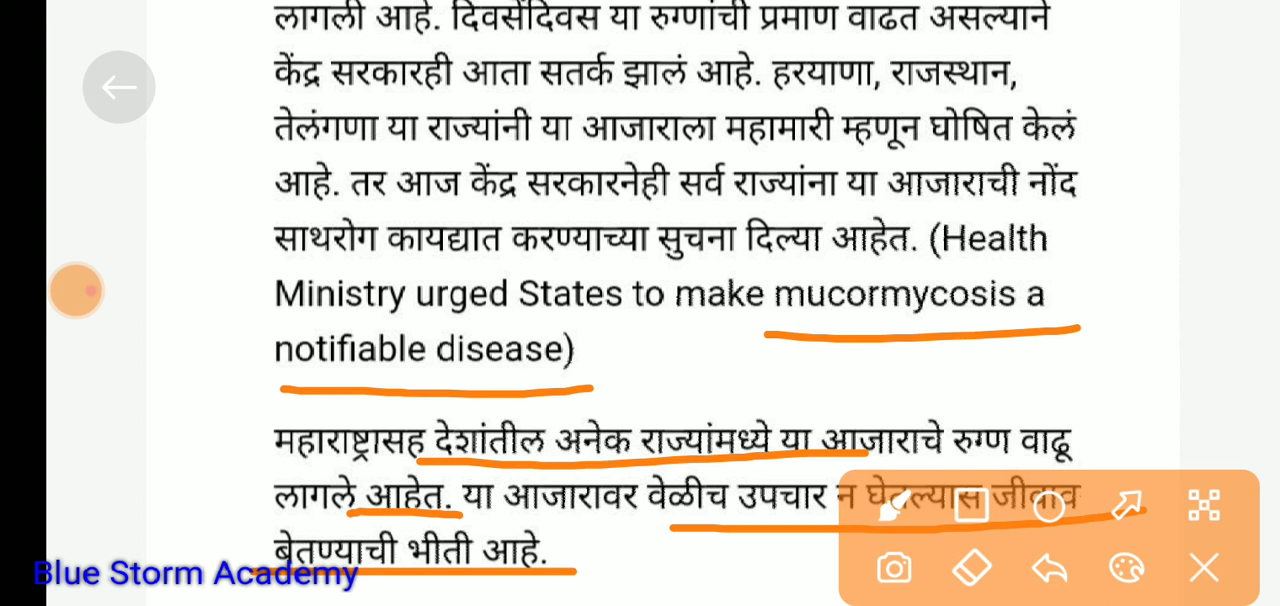 लागली आहे. दिवसेंदिवस या रुग्णांची प्रमाण वाढत असल्याने
केंद्र सरकारही आता सतर्क झालं आहे. हरयाणा, राजस्थान,
तेलंगणा या राज्यांनी या आजाराला महामारी म्हणून घोषित केलं
आहे. तर आज केंद्र सरकारनेही सर्व राज्यांना या आजाराची नोंद
साथरोग कायद्यात करण्याच्या सुचना दिल्या आहेत. (Health
Ministry urged States to make mucormycosis a
notifiable disease)
महाराष्ट्रासह देशांतील अनेक राज्यांमध्ये या आजाराचे रुग्ण वाढू
लागले आहेत. या आजारावर वेळीच उपचार न घेतल्यास जीवाव
बेतण्याची भीती आहे.
Blue Storm Academy